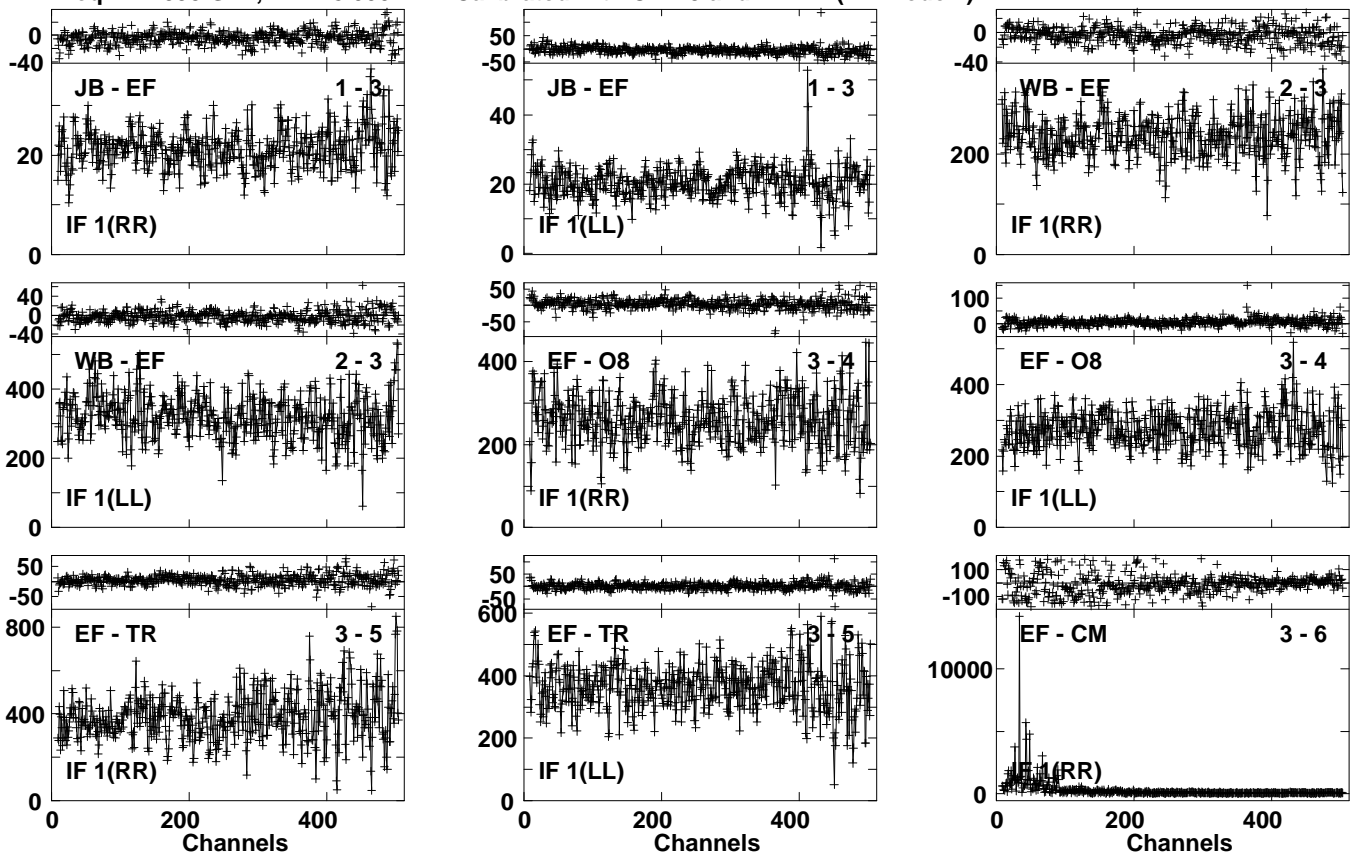 0
-40
JB - EF 1 - 3
20
IF 1(RR)
0
50
-50
JB - EF 1 - 3
40
20
IF 1(LL)
0
0
-40
WB - EF 2 - 3
200
IF 1(RR)
0
40
0
-40
WB - EF 2 - 3
400
200
IF 1(LL)
0
50
-50
EF - O8 3 - 4
400
200
IF 1(RR)
0
100
0
EF - O8 3 - 4
400
200
IF 1(LL)
0
50
-50
800
EF - TR 3 - 5
400
IF 1(RR)
0
0 200 400
Channels
50
-50
600
EF - TR 3 - 5
400
200
IF 1(LL)
0
0 200 400
Channels
100
-100
EF - CM 3 - 6
10000
IF 1(RR)
0
0 200 400
Channels